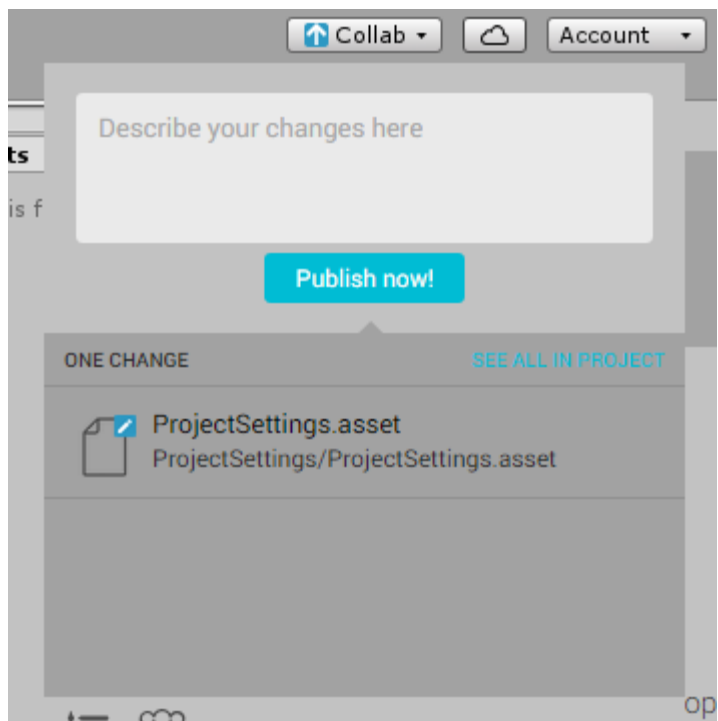 Collab
Account
Describe your changes here
ts
is f
Publish now!
ONE CHANGE
SEE ALL IN PROJECT
ProjectSettings.asset
ProjectSettings/ProjectSettings.asset
op